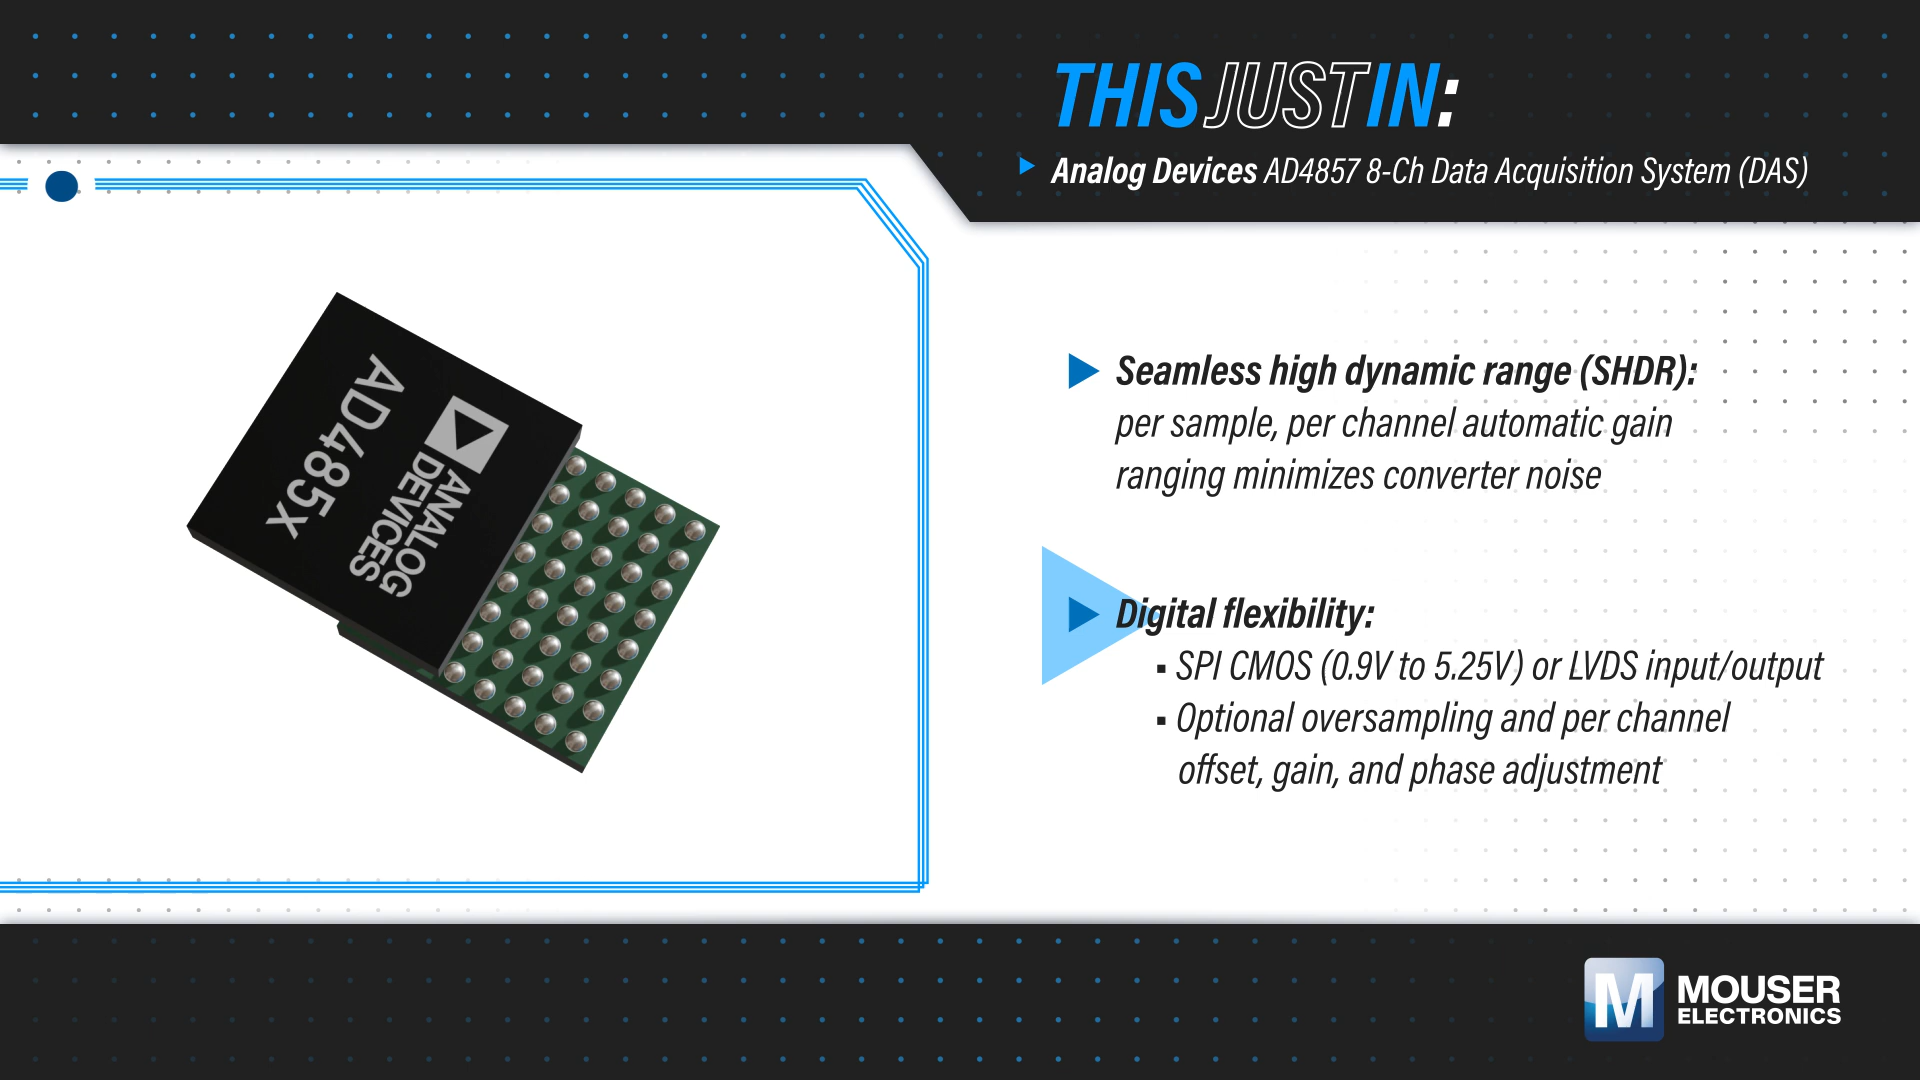 THIS JUST IN:
Analog Devices AD4857 8-Ch Data Acquisition System (DAS)
AD485x
ANALOG
DEVICES
Seamless high dynamic range (SHDR):
per sample, per channel automatic gain
ranging minimizes converter noise
Digital flexibility:
▪ SPI CMOS (0.9V to 5.25V) or LVDS input/output
▪ Optional oversampling and per channel
offset, gain, and phase adjustment
M
MOUSER
ELECTRONICS